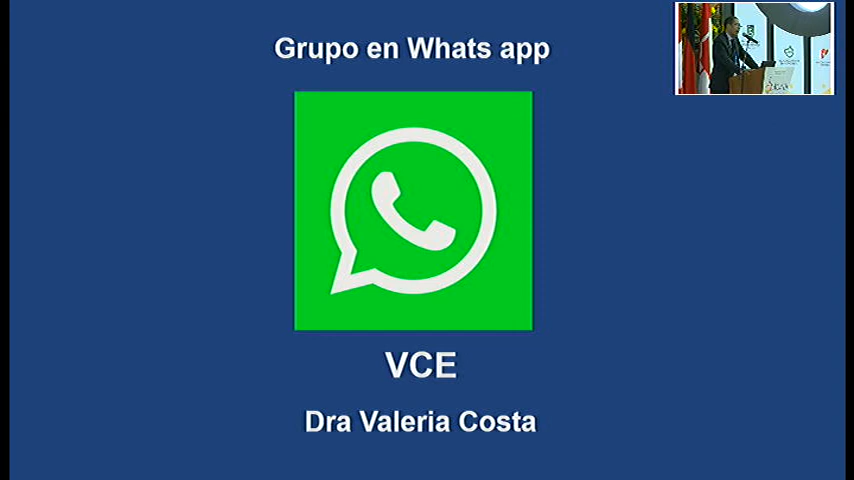 Grupo en Whats app
VCE
Dra Valeria Costa